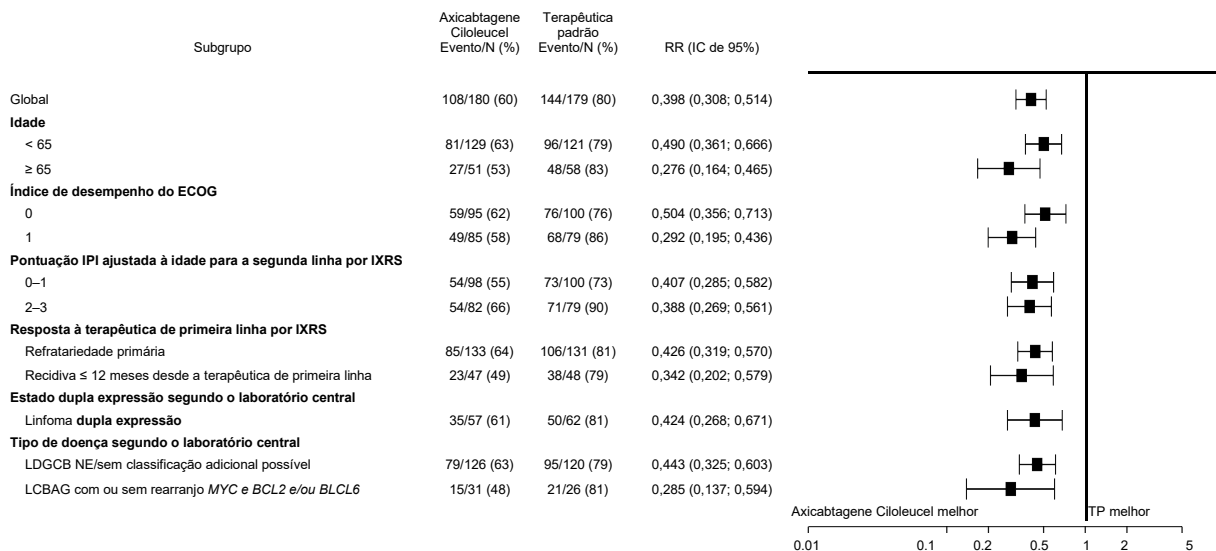 Subgrupo Axicabtagene Ciloleucel Evento/N (%) Terapêutica padrão Evento/N (%) RR (IC de 95%)
Global 108/180 (60) 144/179 (80) 0,398 (0,308; 0,514)
Idade
< 65 81/129 (63) 96/121 (79) 0,490 (0,361; 0,666)
≥ 65 27/51 (53) 48/58 (83) 0,276 (0,164; 0,465)
Índice de desempenho do ECOG
0 59/95 (62) 76/100 (76) 0,504 (0,356; 0,713)
1 49/85 (58) 68/79 (86) 0,292 (0,195; 0,436)
Pontuação IPI ajustada à idade para a segunda linha por IXRS
0–1 54/98 (55) 73/100 (73) 0,407 (0,285; 0,582)
2–3 54/82 (66) 71/79 (90) 0,388 (0,269; 0,561)
Resposta à terapêutica de primeira linha por IXRS
Refratariedade primária 85/133 (64) 106/131 (81) 0,426 (0,319; 0,570)
Recidiva ≤ 12 meses desde a terapêutica de primeira linha 23/47 (49) 38/48 (79) 0,342 (0,202; 0,579)
Estado dupla expressão segundo o laboratório central
Linfoma dupla expressão 35/57 (61) 50/62 (81) 0,424 (0,268; 0,671)
Tipo de doença segundo o laboratório central
LDGCB NE/sem classificação adicional possível 79/126 (63) 95/120 (79) 0,443 (0,325; 0,603)
LCBAG com ou sem rearranjo MYC e BCL2 e/ou BLCL6 15/31 (48) 21/26 (81) 0,285 (0,137; 0,594)
Axicabtagene Ciloleucel melhor TP melhor
0.01 0.1 0.2 0.5 1 2 5